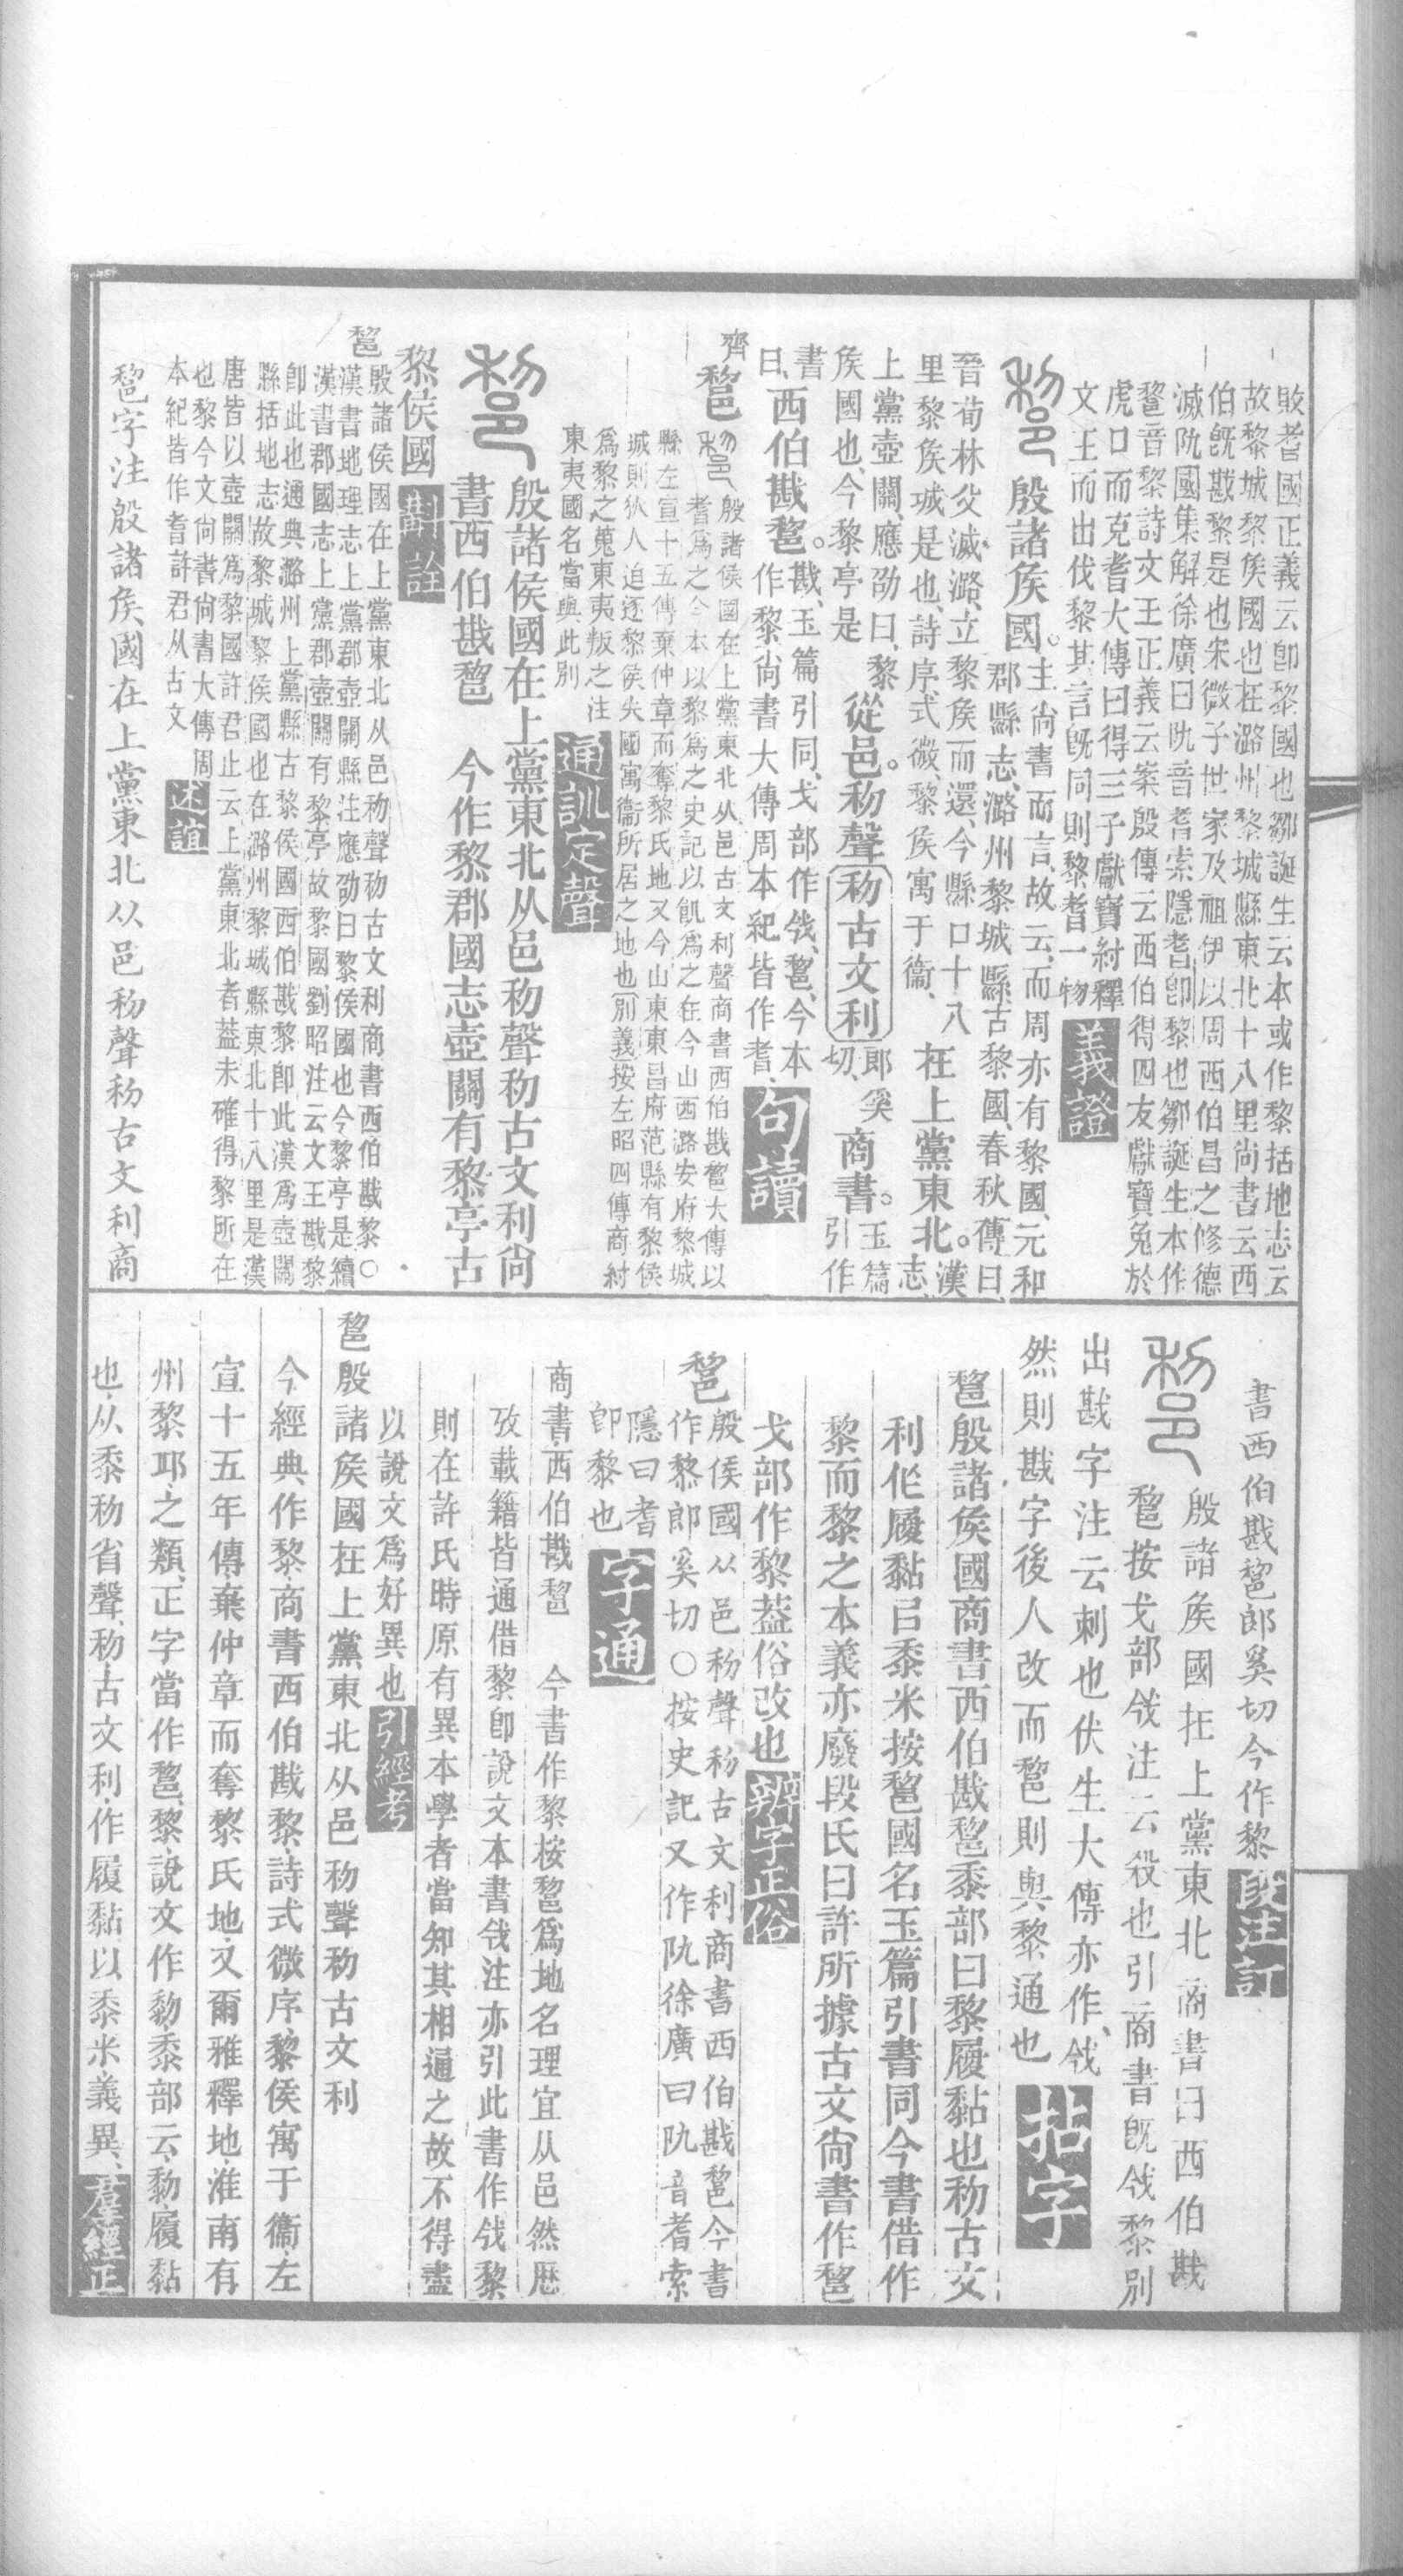 敗耆國正義云卽黎國也鄒誕生云本或作黎括地志云
故黎城黎矦國也在潞州黎城縣東北十八里尚書云西
伯旣戡黎是也宋微子世家及祖伊以周西伯昌之修德
滅阢國集解徐廣曰阢音耆索隱耆卽黎也鄒誕生本作
𨛫音黎詩文王正義云案殷傳云西伯得四友獻寶免於
虎口而克耆大傳曰得三子獻寶紂釋
文王而出伐黎其言旣同則黎耆一物
義證
𨛫殷諸矦國。
主尚書而言、故云、而周亦有黎國、元和
郡縣志、潞州黎城縣、古黎國、春秋傳曰、
晉荀林父滅潞、立黎矦而還、今縣口十八
里黎矦城是也、詩序式微、黎矦寓于衞、
在上黨東北。
漢志、
上黨壺關、應劭曰、黎
矦國也、今黎亭是
從邑。𥝢聲
𥝢古文利
郎奚
切、
商書。
玉篇
引作
書
曰、西伯戡𨛫。
戡、玉篇引同、戈部作㦰、𨛫、今本
作黎、尚書大傳周本紀皆作耆、
句讀
齊𨛫
殷諸侯國在上黨東北从邑古文利聲商書西伯戡𨛫大傳以
耆爲之今本以黎爲之史記以飢爲之在今山西潞安府黎城
縣左宣十五傳棄仲章而奪黎氏地又今山東東昌府范縣有黎侯
城則狄人迫逐黎侯失國寓衞所居之地也別義按左昭四傳商紂
爲黎之蒐東夷叛之注
東夷國名當與此別
通訓定聲
𨛫殷諸侯國在上黨東北从邑𥝢聲𥝢古文利尙
書西伯戡𨛫　今作黎郡國志壺關有黎亭古
黎侯國
斠詮
𨛫
殷諸侯國在上黨東北从邑𥝢聲𥝢古文利商書西伯戡黎○
漢書地理志上黨郡壺關縣注應劭曰黎侯國也今黎亭是續
漢書郡國志上黨郡壺關有黎亭故黎國劉昭注云文王戡黎
卽此也通典潞州上黨縣古黎侯國西伯戡黎卽此漢爲壺關
縣括地志故黎城黎侯國也在潞州黎城縣東北十八里是漢
唐皆以壺關爲黎國許君止云上黨東北者葢未確得黎所在
也黎今文尙書尙書大傳周
本紀皆作耆許君从古文
述誼
𨛫字注殷諸矦國在上黨東北从邑𥝢聲𥝢古文利商
書西伯戡𨛫郎奚切今作黎
段注訂
𨛫殷諸矦國在上黨東北商書曰西伯戡
𨛫按戈部㦰注云殺也引商書旣㦰黎別
出戡字注云刺也伏生大傳亦作、㦰
然則戡字後人改而𨛫則與黎通也
拈字
𨛫殷諸矦國商書西伯戡𨛫黍部曰黎履黏也𥝢古文
利作履黏㠯黍米按𨛫國名玉篇引書同今書借作
黎而黎之本義亦廢段氏曰許所據古文尙書作𨛫
戈部作黎葢俗改也
辨字正俗
𨛫
殷侯國从邑𥝢聲𥝢古文利商書西伯戡𨛫今書
作黎郎奚切○按史記又作阢徐廣曰阢音耆索
隱曰耆
卽黎也
字通
商書西伯戡𨛫　今書作黎按𨛫爲地名理宜从邑然歷
攷載籍皆通借黎卽說文本書㦰注亦引此書作㦰黎
則在許氏時原有異本學者當知其相通之故不得盡
以說文爲好異也
引經考
𨛫殷諸矦國在上黨東北从邑𥝢聲𥝢古文利
今經典作黎商書西伯戡黎詩式微序黎侯寓于衞左
宣十五年傳棄仲章而奪黎氏地又爾雅釋地淮南有
州黎邱之類正字當作𨛫黎說文作䵩黍部云䵩履黏
也从黍𥝢省聲𥝢古文利作履黏以黍米義異
羣經正